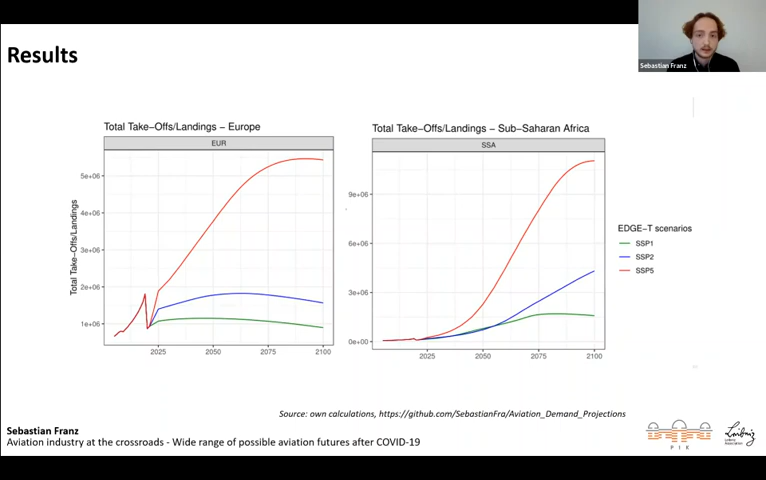 Results
Sebastian Franz
Total Take-Offs/Landings - Europe
EUR
Total Take-Offs/Landings
5e+06
4e+06
3e+06
2e+06
1e+06
2025
2050
2075
2100
Total Take-Offs/Landings - Sub-Saharan Africa
SSA
9e+06
6e+06
3e+06
0e+00
2025
2050
2075
2100
EDGE-T scenarios
SSP1
SSP2
SSP5
Source: own calculations, https://github.com/SebastianFra/Aviation_Demand_Projections
Sebastian Franz
Aviation industry at the crossroads - Wide range of possible aviation futures after COVID-19
P I K
Leibniz
Leibniz
Association